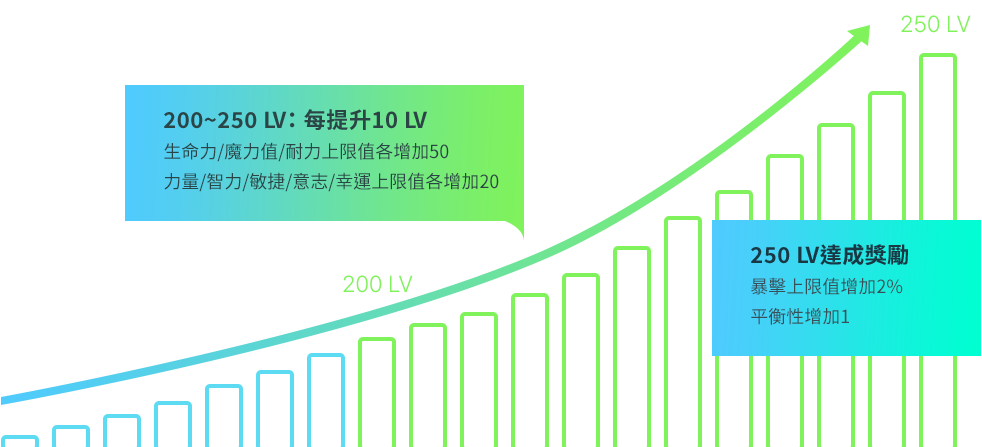 250 LV
200~250 LV：每提升10 LV
生命力/魔力值/耐力上限值各增加50
力量/智力/敏捷/意志/幸運上限值各增加20
250 LV達成獎勵
暴擊上限值增加2%
平衡性增加1
200 LV